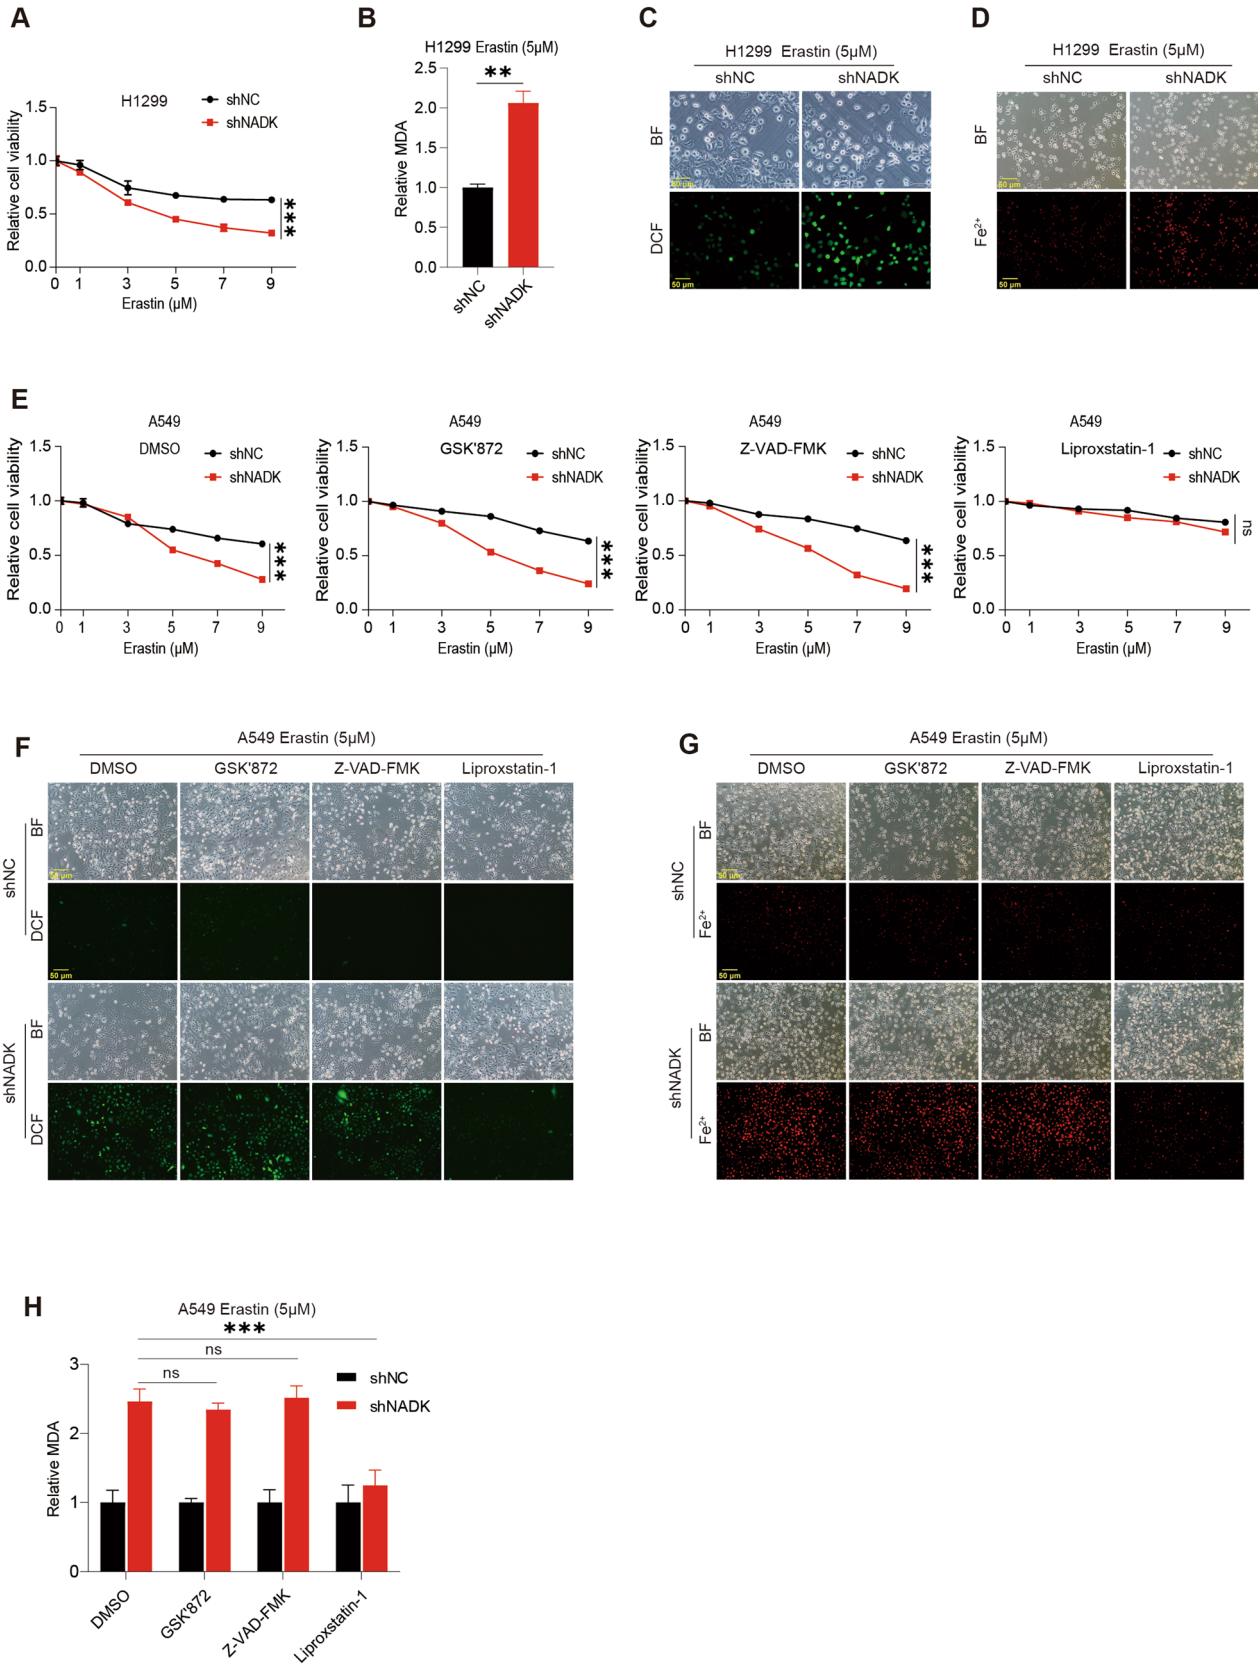 A
H1299
shNC
shNADK
1.5
1.0
0.5
0.0
Relative cell viability
***
0 1 3 5 7 9
Erastin (μM)
B
H1299 Erastin (5μM)
2.5
2.0
1.5
1.0
0.5
0.0
Relative MDA
**
shNC
shNADK
C
H1299 Erastin (5μM)
shNC shNADK
BF
50 μm
DCF
50 μm
D
H1299 Erastin (5μM)
shNC shNADK
BF
50 μm
Fe²⁺
50 μm
E
A549
DMSO
shNC
shNADK
1.5
1.0
0.5
0.0
Relative cell viability
***
0 1 3 5 7 9
Erastin (μM)
A549
GSK'872
shNC
shNADK
1.5
1.0
0.5
0.0
Relative cell viability
***
0 1 3 5 7 9
Erastin (μM)
A549
Z-VAD-FMK
shNC
shNADK
1.5
1.0
0.5
0.0
Relative cell viability
***
0 1 3 5 7 9
Erastin (μM)
A549
Liproxstatin-1
shNC
shNADK
1.5
1.0
0.5
0.0
Relative cell viability
ns
0 1 3 5 7 9
Erastin (μM)
F
A549 Erastin (5μM)
DMSO GSK'872 Z-VAD-FMK Liproxstatin-1
shNC
BF
50 μm
DCF
50 μm
shNADK
BF
DCF
G
A549 Erastin (5μM)
DMSO GSK'872 Z-VAD-FMK Liproxstatin-1
shNC
BF
50 μm
Fe²⁺
50 μm
shNADK
BF
Fe²⁺
H
A549 Erastin (5μM)
***
ns
ns
shNC
shNADK
3
2
1
0
Relative MDA
DMSO
GSK'872
Z-VAD-FMK
Liproxstatin-1